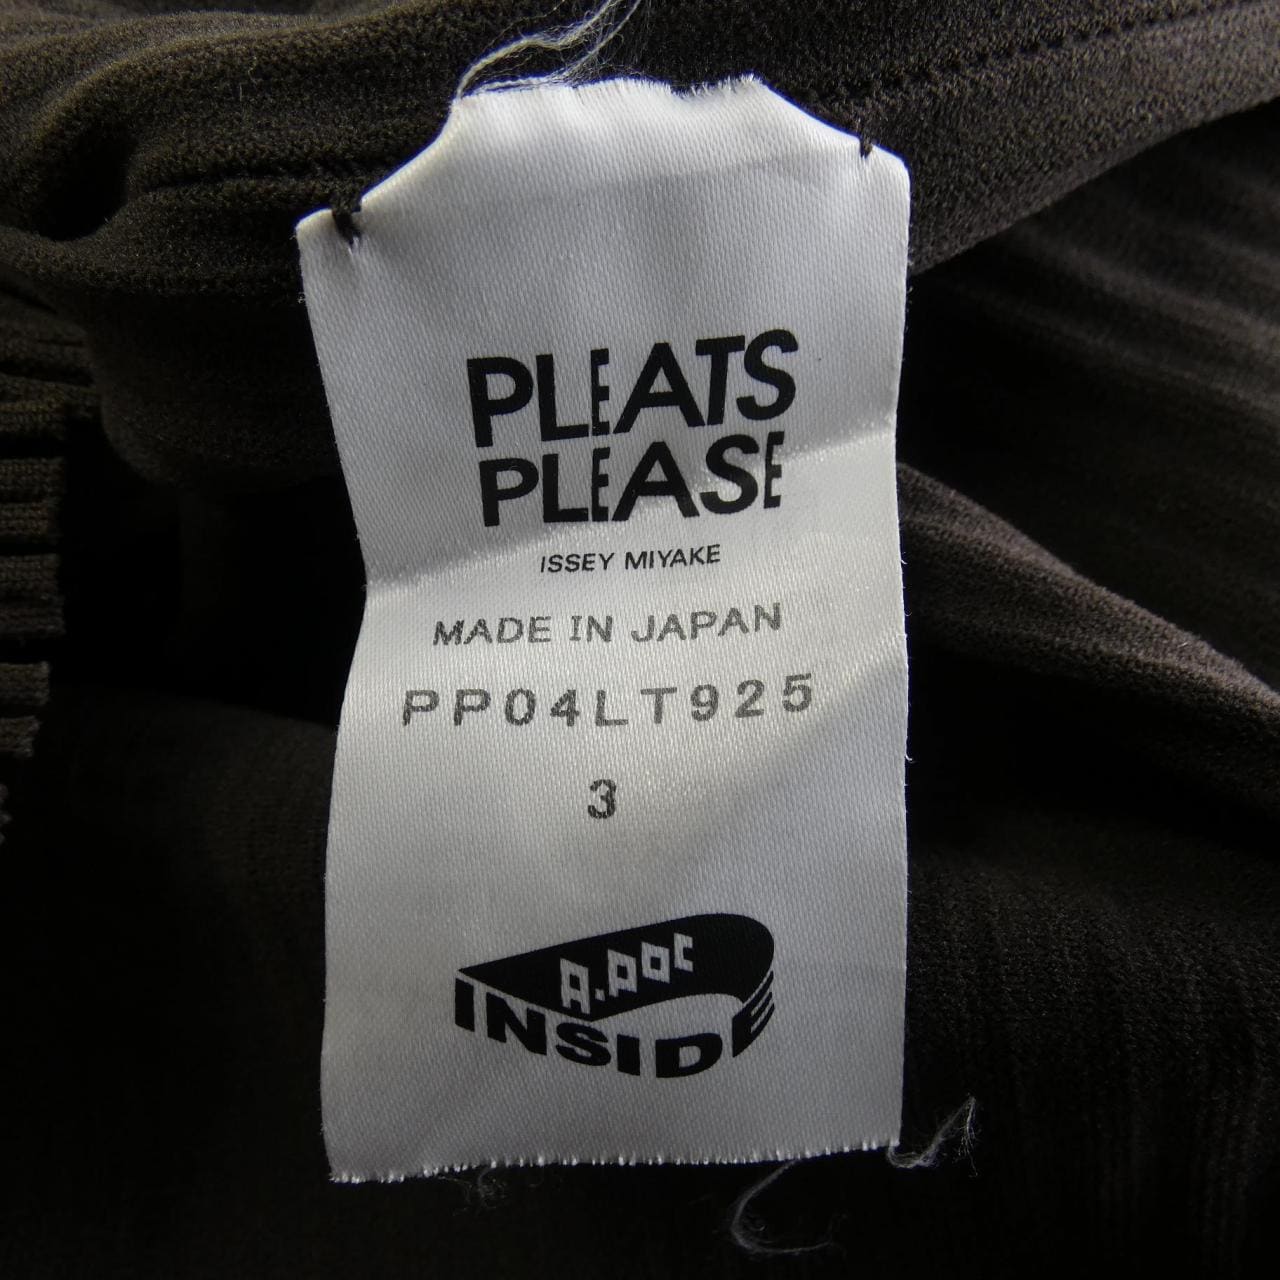 PLEATS
PLEASE
ISSEY MIYAKE
MADE IN JAPAN
PP04LT925
3
A.POC
INSIDE